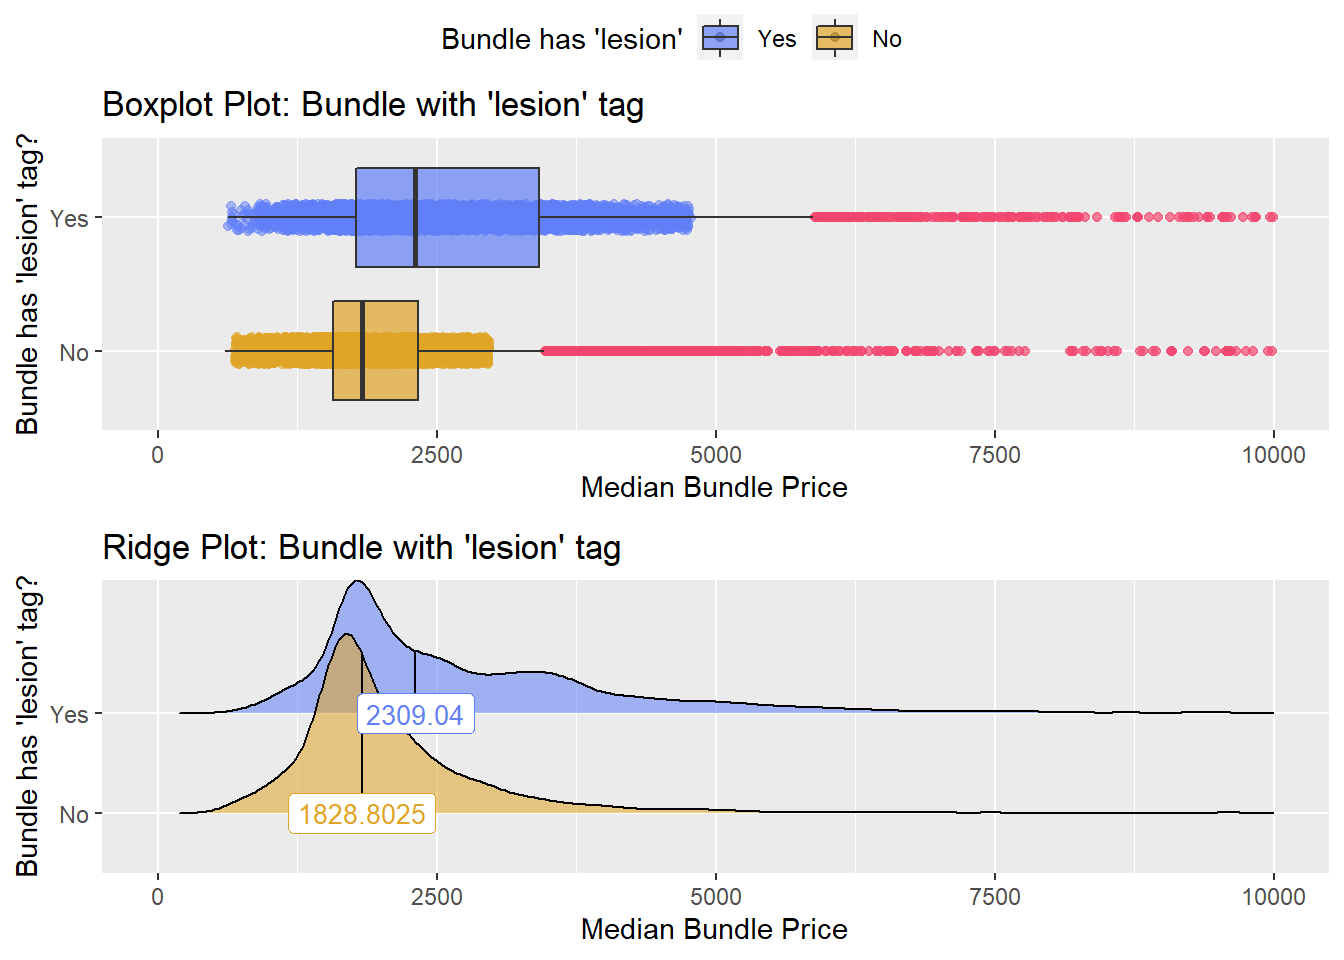 Bundle has 'lesion' Yes No
Boxplot Plot: Bundle with 'lesion' tag
Bundle has 'lesion' tag?
Yes
No
0 2500 5000 7500 10000
Median Bundle Price
Ridge Plot: Bundle with 'lesion' tag
Bundle has 'lesion' tag?
Yes
2309.04
No
1828.8025
0 2500 5000 7500 10000
Median Bundle Price